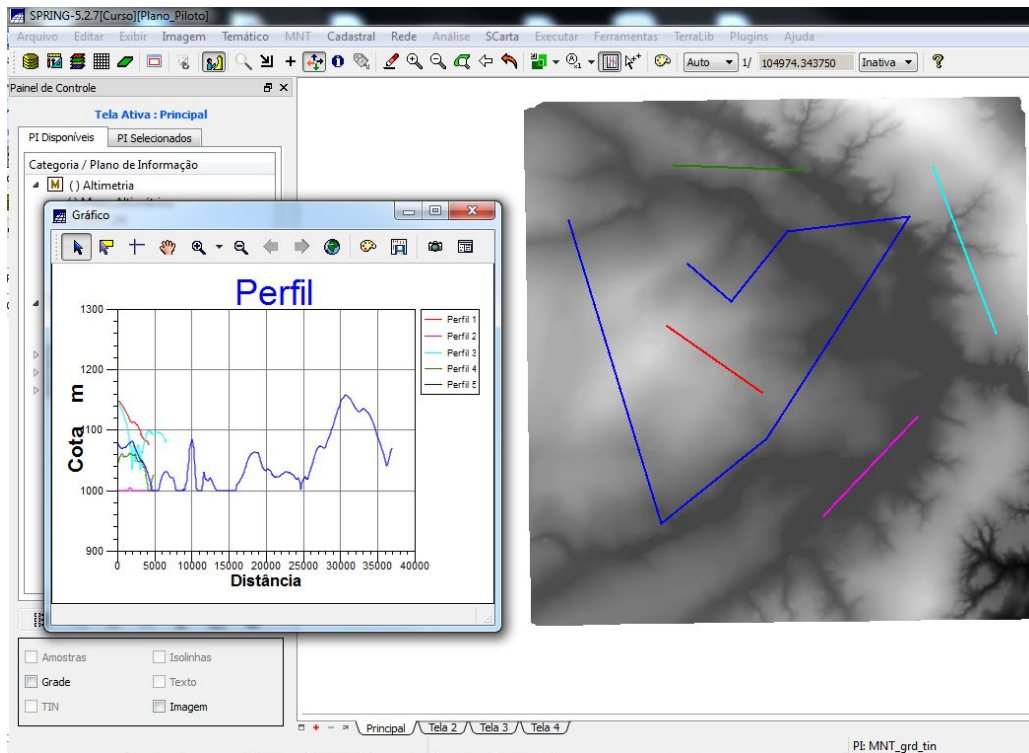 SPRING-5.2.7[Curso][Plano_Piloto]
Arquivo Editar Exibir Imagem Temático MNT Cadastral Rede Análise SCarta Executar Ferramentas TerraLib Plugins Ajuda
Auto 1/ 104974.343750 Inativa
Painel de Controle
Tela Ativa : Principal
PI Disponíveis PI Selecionados
Categoria / Plano de Informação
M ( ) Altimetria
Gráfico
Perfil
1300
1200
1100
1000
900
Cota m
0 5000 10000 15000 20000 25000 30000 35000 40000
Distância
Perfil 1
Perfil 2
Perfil 3
Perfil 4
Perfil 5
Amostras Isolinhas
Grade Texto
TIN Imagem
Principal Tela 2 Tela 3 Tela 4
PI: MNT_grd_tin